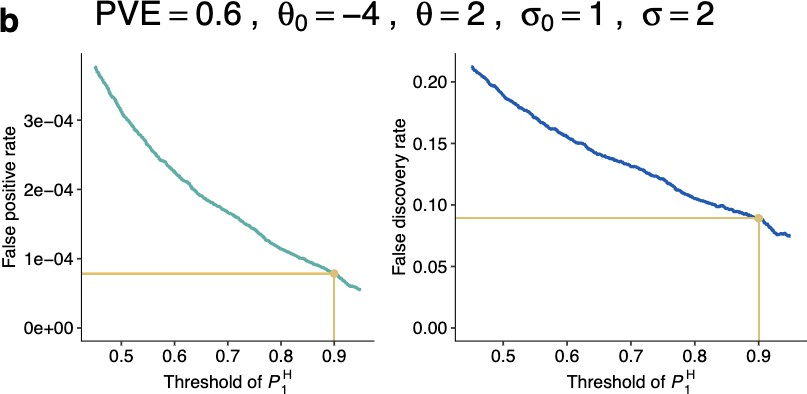 b PVE = 0.6 , θ₀ = −4 , θ = 2 , σ₀ = 1 , σ = 2
False positive rate
3e−04
2e−04
1e−04
0e+00
0.5 0.6 0.7 0.8 0.9
Threshold of P₁ᴴ
False discovery rate
0.20
0.15
0.10
0.05
0.00
0.5 0.6 0.7 0.8 0.9
Threshold of P₁ᴴ